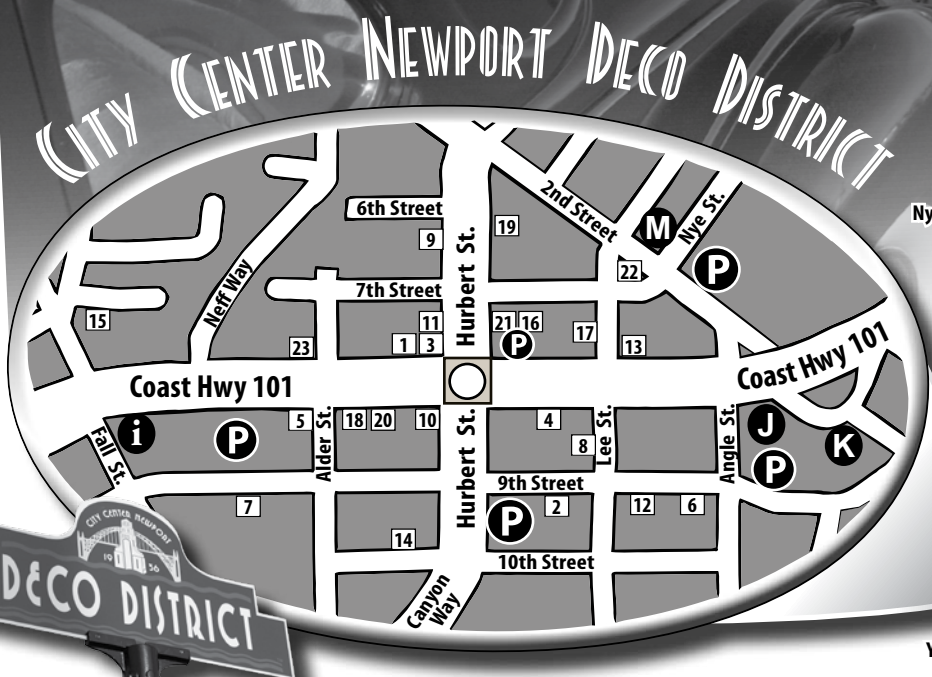 City Center Newport Deco District
Ny
6th Street
2nd Street
19
M
Nye St.
9
Hurbert St.
22
P
Neff Way
7th Street
15
11
21
16
17
23
1
3
P
13
Coast Hwy 101
Coast Hwy 101
Fall St.
i
P
5
Alder St.
18
20
10
Hurbert St.
4
8
Lee St.
Angle St.
J
K
P
9th Street
7
P
2
12
6
14
10th Street
Canyon Way
CITY CENTER NEWPORT
1936
DECO DISTRICT
Y